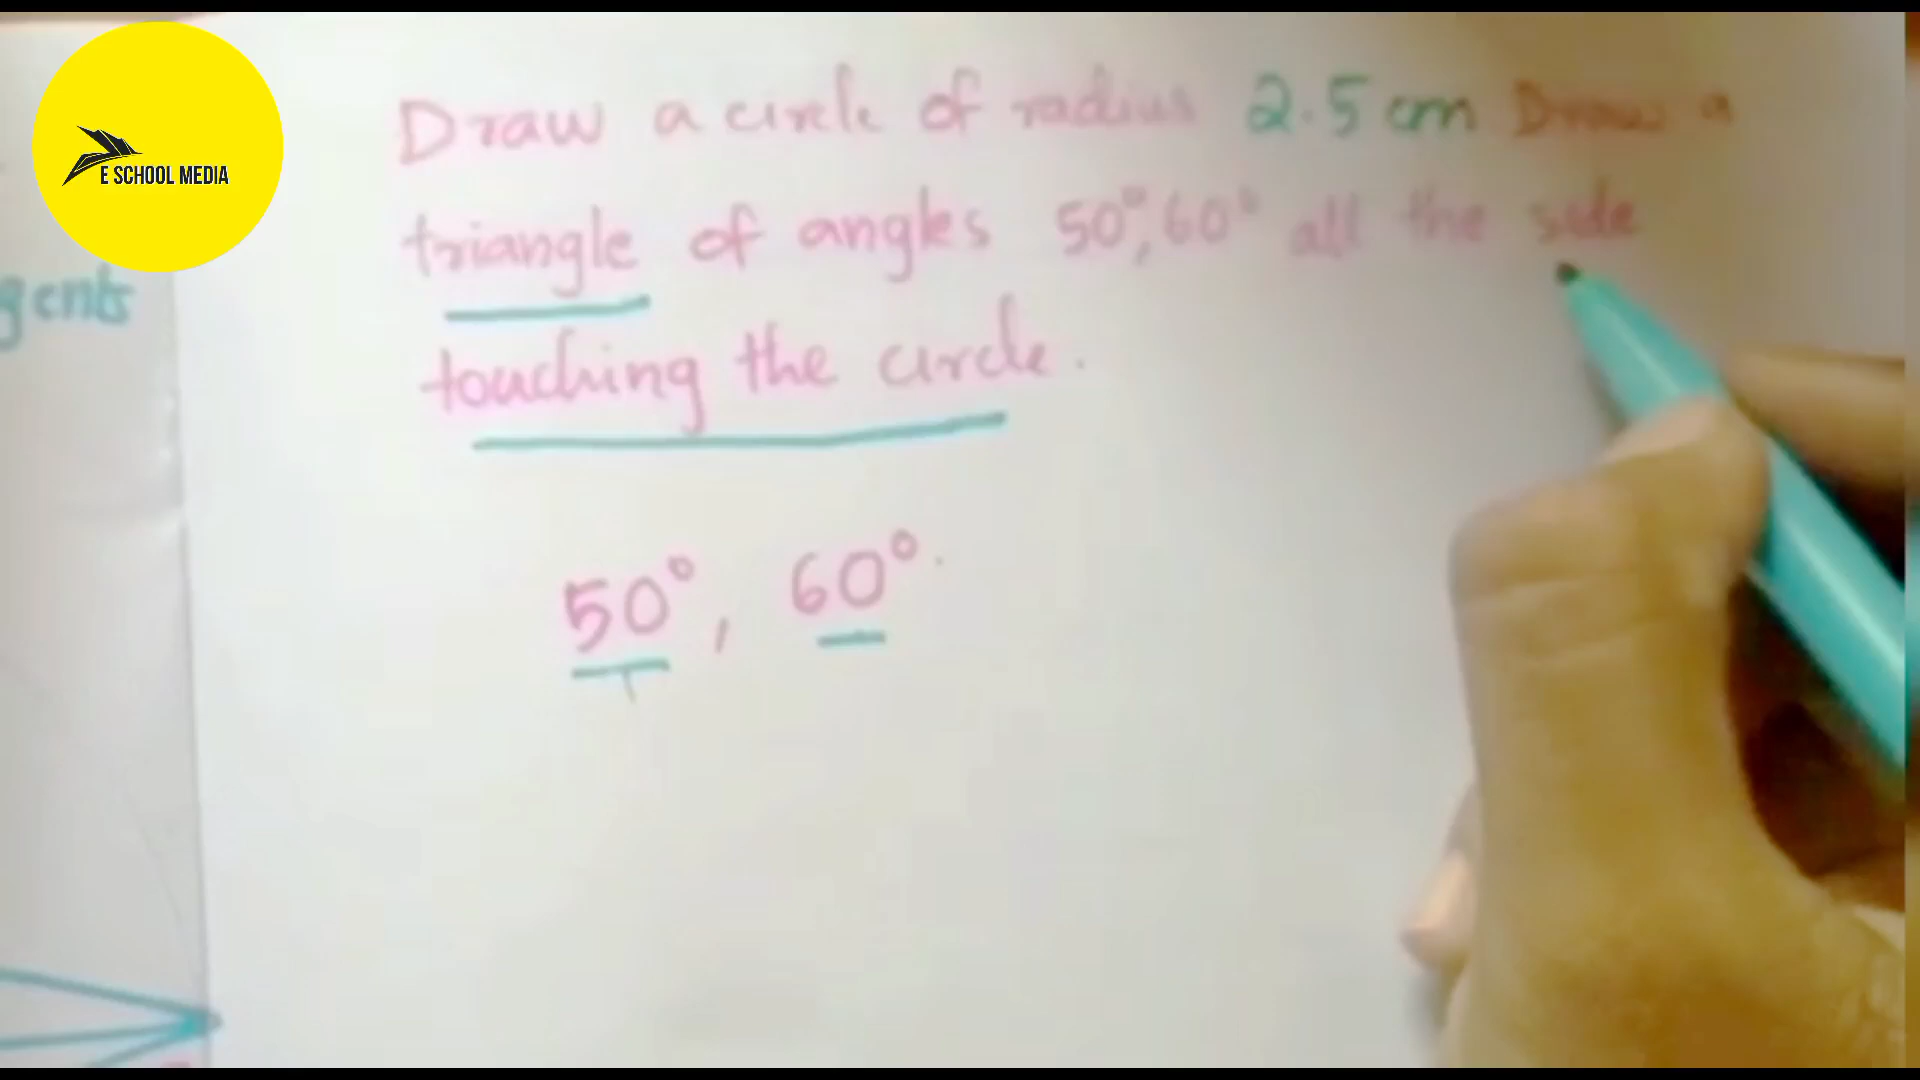 E SCHOOL MEDIA
Draw a circle of radius 2.5 cm Draw a
triangle of angles 50°, 60° all the side
touching the circle.
gents
50°, 60°.